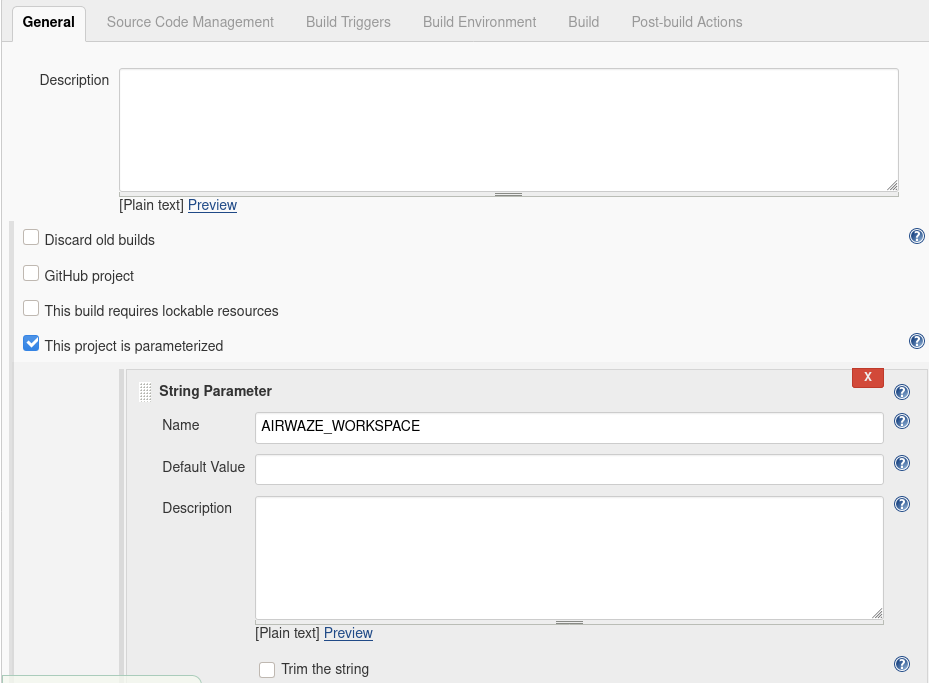 General Source Code Management Build Triggers Build Environment Build Post-build Actions
Description
[Plain text] Preview
Discard old builds
GitHub project
This build requires lockable resources
This project is parameterized
X
String Parameter
Name AIRWAZE_WORKSPACE
Default Value
Description
[Plain text] Preview
Trim the string